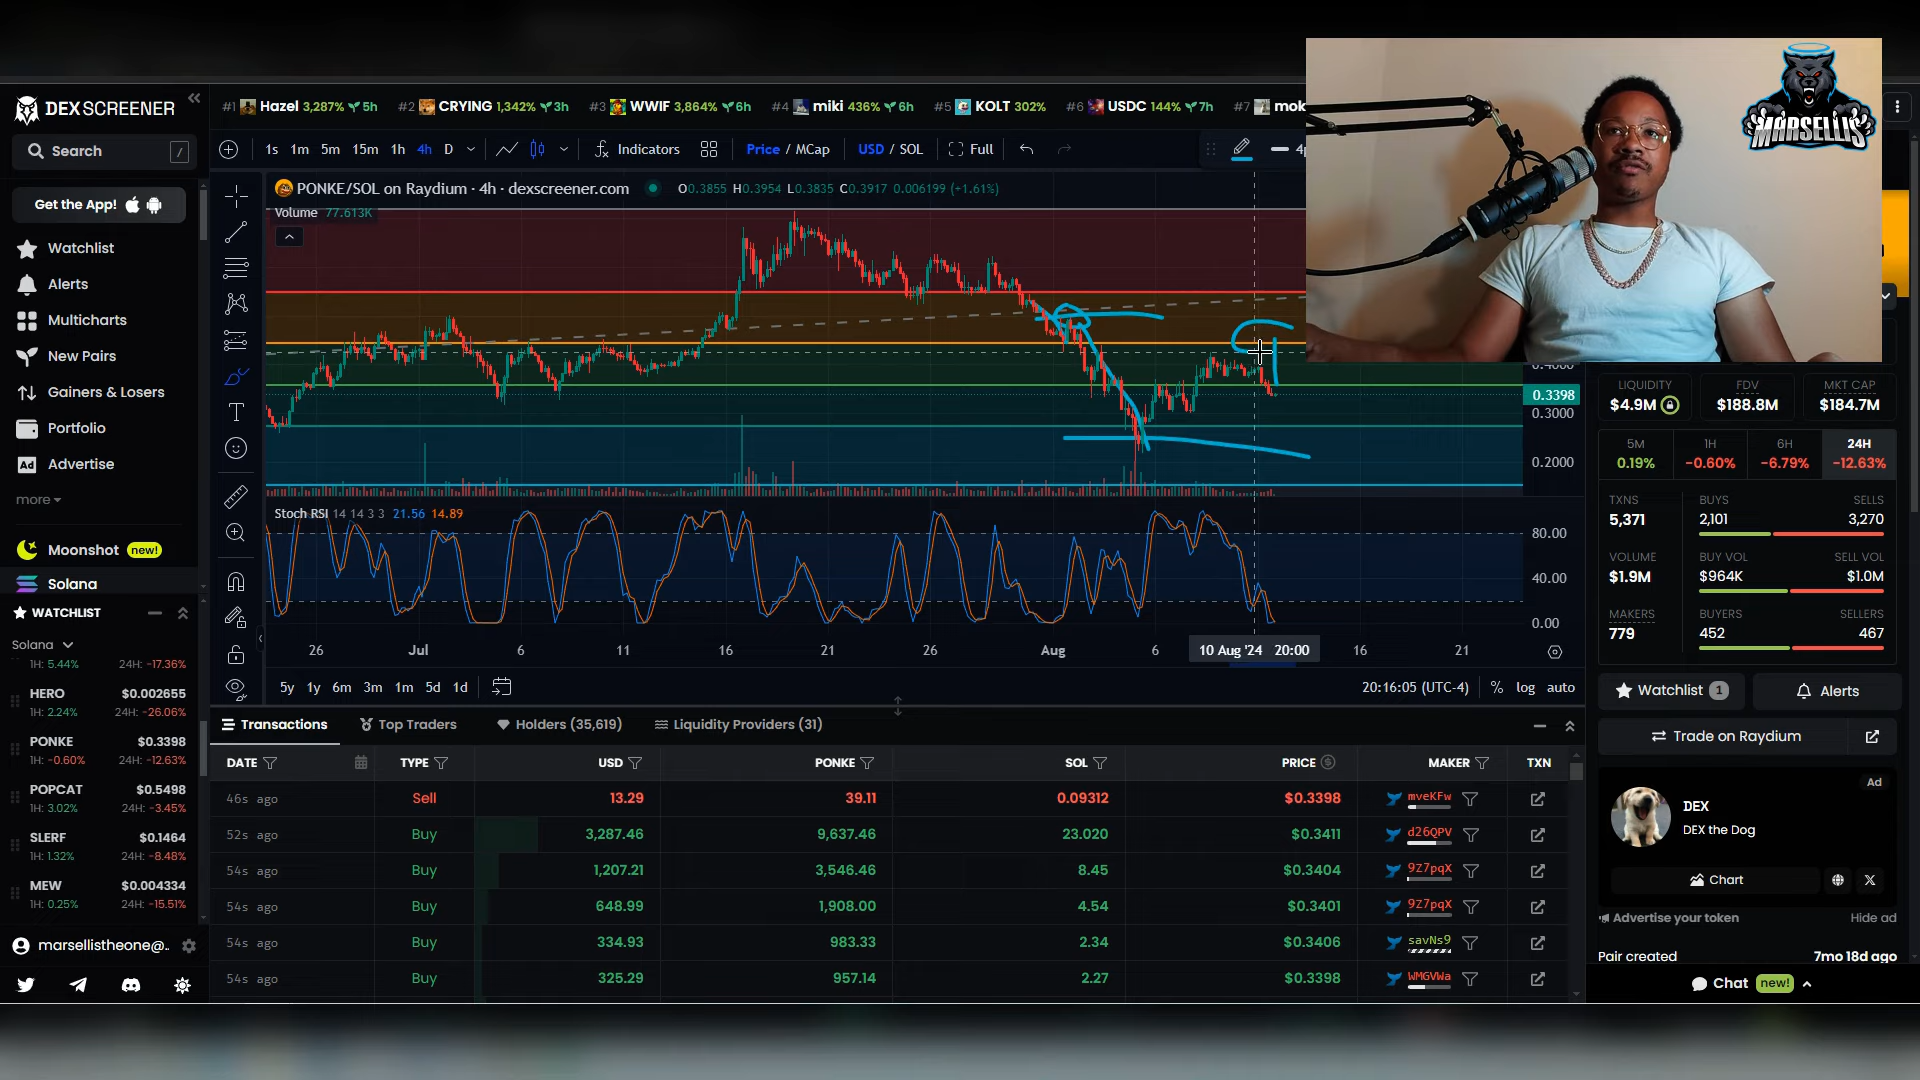 DEXSCREENER
#1 Hazel 3,287% 5h #2 CRYING 1,342% 3h #3 WWIF 3,864% 6h #4 miki 436% 6h #5 KOLT 302% #6 USDC 144% 7h #7 mok
MARSELLIS
Search /
1s 1m 5m 15m 1h 4h D Indicators Price / MCap USD / SOL Full
Get the App!
PONKE/SOL on Raydium · 4h · dexscreener.com O0.3855 H0.3954 L0.3835 C0.3917 0.006199 (+1.61%)
Volume 77.613K
Watchlist
Alerts
Multicharts
New Pairs
Gainers & Losers
Portfolio
Ad Advertise
more
Moonshot new!
Solana
0.3398
0.3000
0.2000
LIQUIDITY FDV MKT CAP
$4.9M $188.8M $184.7M
5M 1H 6H 24H
0.19% -0.60% -6.79% -12.63%
TXNS BUYS SELLS
5,371 2,101 3,270
VOLUME BUY VOL SELL VOL
$1.9M $964K $1.0M
MAKERS BUYERS SELLERS
779 452 467
Stoch RSI 14 14 3 3 21.56 14.89
80.00
40.00
0.00
26 Jul 6 11 16 21 26 Aug 6 10 Aug '24 20:00 16 21
5y 1y 6m 3m 1m 5d 1d 20:16:05 (UTC-4) % log auto
WATCHLIST
Solana
1H: 5.44% 24H: -17.36%
HERO $0.002655
1H: 2.24% 24H: -26.06%
PONKE $0.3398
1H: -0.60% 24H: -12.63%
POPCAT $0.5498
1H: 3.02% 24H: -3.45%
SLERF $0.1464
1H: 1.32% 24H: -8.48%
MEW $0.004334
1H: 0.25% 24H: -15.51%
marsellistheone@..
Transactions Top Traders Holders (35,619) Liquidity Providers (31)
DATE TYPE USD PONKE SOL PRICE MAKER TXN
46s ago Sell 13.29 39.11 0.09312 $0.3398 mveKFw
52s ago Buy 3,287.46 9,637.46 23.020 $0.3411 d26QPV
54s ago Buy 1,207.21 3,546.46 8.45 $0.3404 9Z7pqX
54s ago Buy 648.99 1,908.00 4.54 $0.3401 9Z7pqX
54s ago Buy 334.93 983.33 2.34 $0.3406 savNs9
54s ago Buy 325.29 957.14 2.27 $0.3398 WMGVWa
Watchlist 1 Alerts
Trade on Raydium
Ad
DEX
DEX the Dog
Chart
Advertise your token Hide ad
Pair created 7mo 18d ago
Chat new!